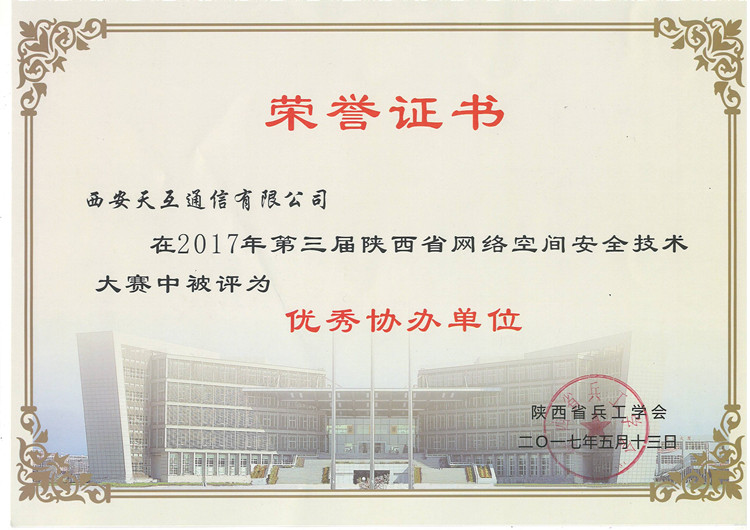 荣誉证书
西安天互通信有限公司
在2017年第三届陕西省网络空间安全技术
大赛中被评为
优秀协办单位
陕西省兵工学会
二〇一七年五月十三日